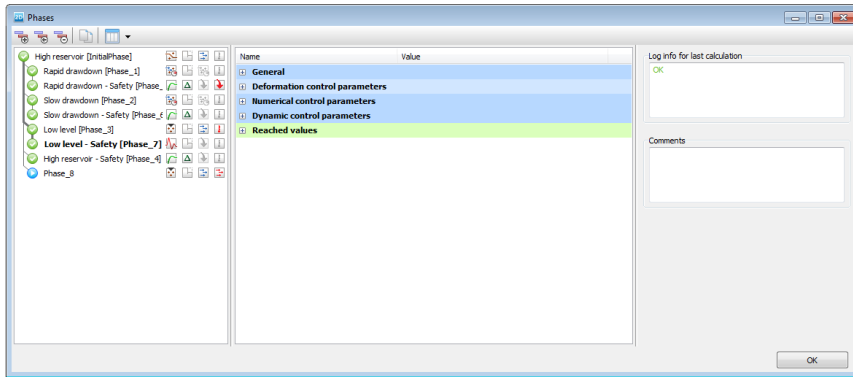 Phases
High reservoir [InitialPhase]
Rapid drawdown [Phase_1]
Rapid drawdown - Safety [Phase_
Slow drawdown [Phase_2]
Slow drawdown - Safety [Phase_6
Low level [Phase_3]
Low level - Safety [Phase_7]
High reservoir - Safety [Phase_4]
Phase_8
Name Value
General
Deformation control parameters
Numerical control parameters
Dynamic control parameters
Reached values
Log info for last calculation
OK
Comments
OK